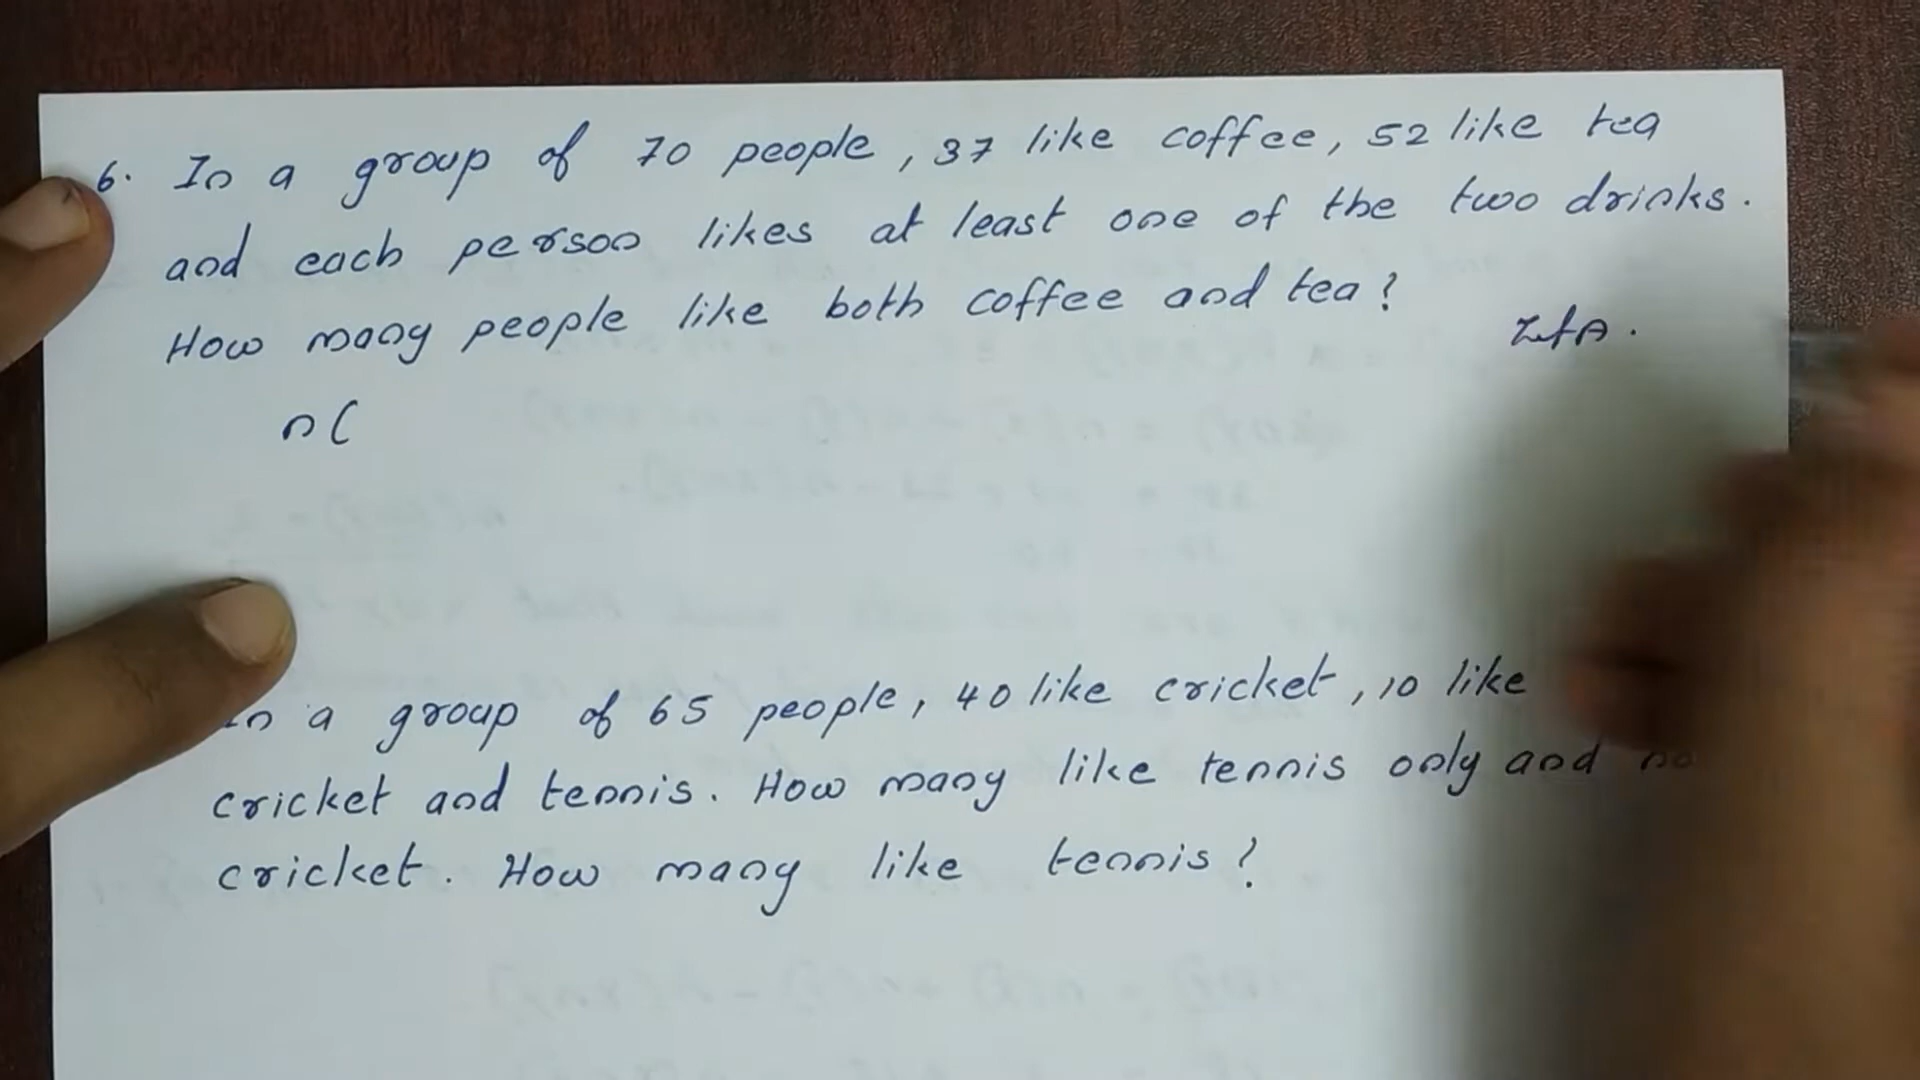 6. In a group of 70 people, 37 like coffee, 52 like tea
and each person likes at least one of the two drinks.
How many people like both coffee and tea?
Let A.
n(
In a group of 65 people, 40 like cricket, 10 like
cricket and tennis. How many like tennis only and
cricket. How many like tennis?